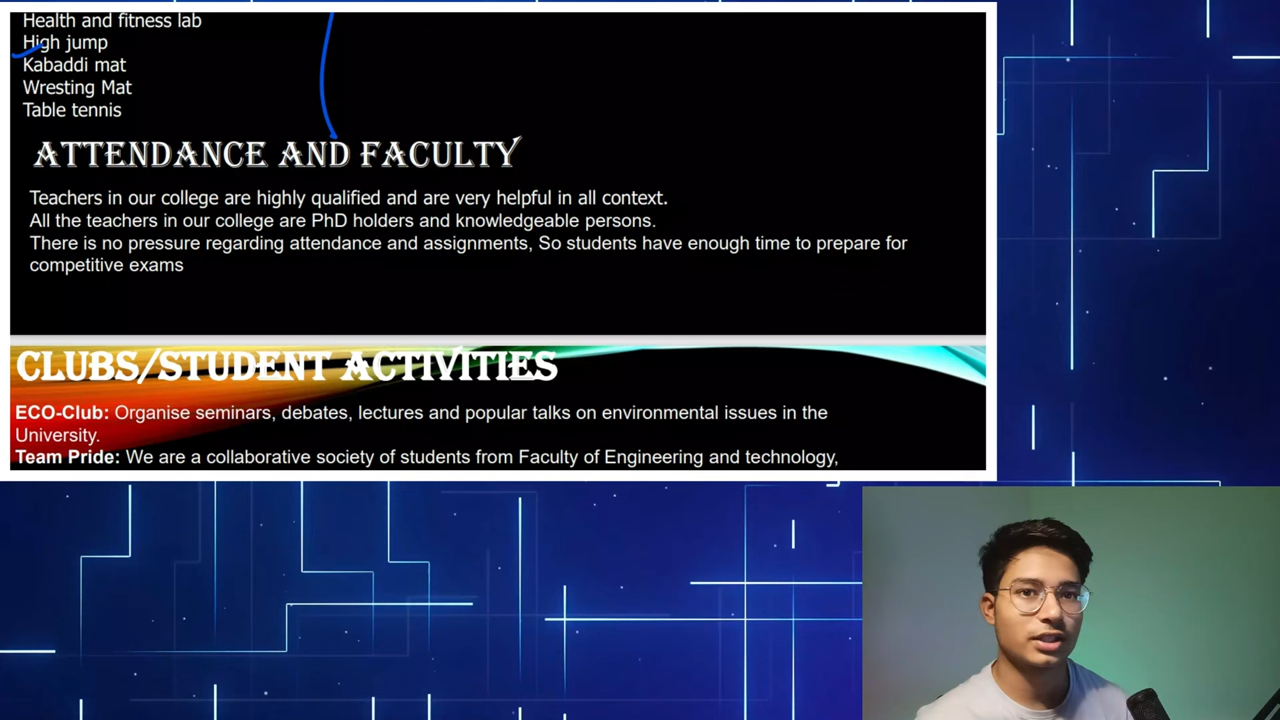 Health and fitness lab
High jump
Kabaddi mat
Wresting Mat
Table tennis
ATTENDANCE AND FACULTY
Teachers in our college are highly qualified and are very helpful in all context.
All the teachers in our college are PhD holders and knowledgeable persons.
There is no pressure regarding attendance and assignments, So students have enough time to prepare for
competitive exams
CLUBS/STUDENT ACTIVITIES
ECO-Club: Organise seminars, debates, lectures and popular talks on environmental issues in the
University.
Team Pride: We are a collaborative society of students from Faculty of Engineering and technology,